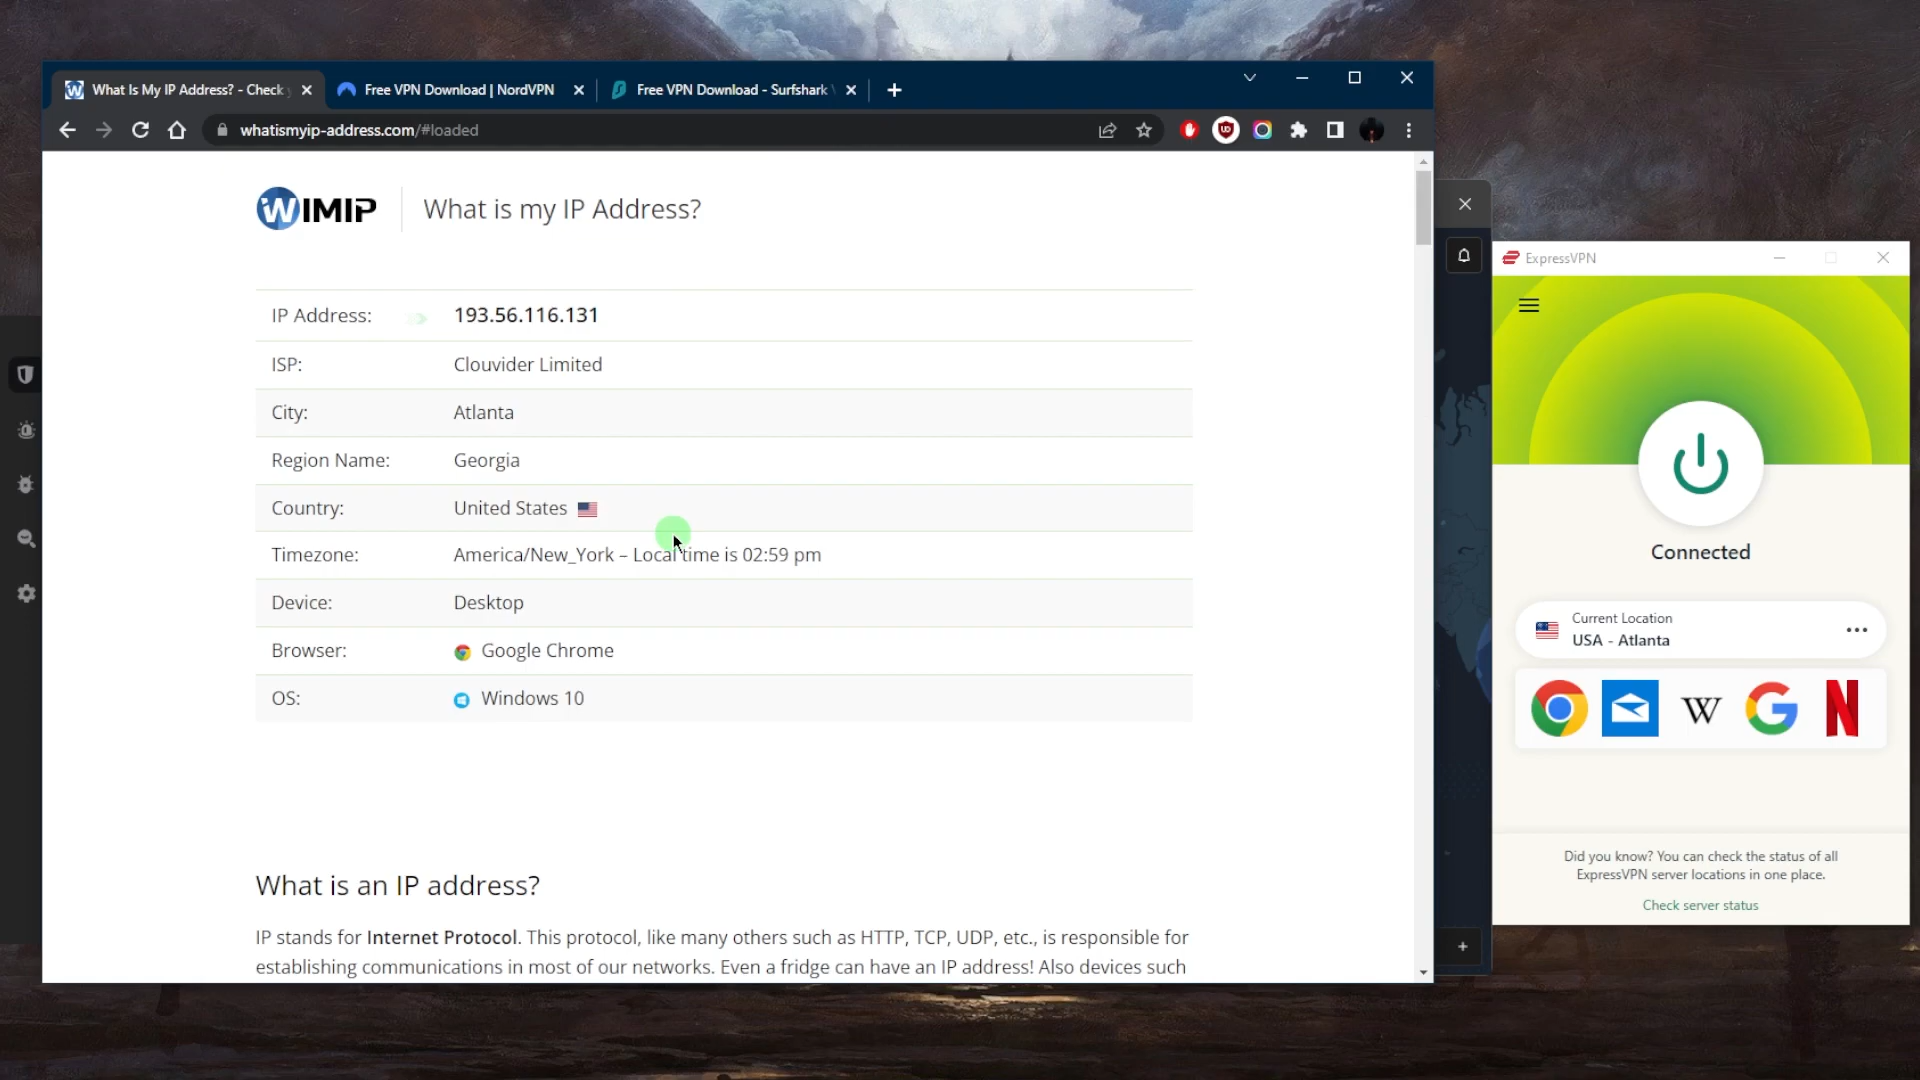 What Is My IP Address? - Check
Free VPN Download | NordVPN
Free VPN Download - Surfshark
whatismyip-address.com/#loaded
WIMIP
What is my IP Address?
IP Address: 193.56.116.131
ISP: Clouvider Limited
City: Atlanta
Region Name: Georgia
Country: United States
Timezone: America/New_York – Local time is 02:59 pm
Device: Desktop
Browser: Google Chrome
OS: Windows 10
What is an IP address?
IP stands for Internet Protocol. This protocol, like many others such as HTTP, TCP, UDP, etc., is responsible for
establishing communications in most of our networks. Even a fridge can have an IP address! Also devices such
ExpressVPN
Connected
Current Location
USA - Atlanta
W
G
N
Did you know? You can check the status of all
ExpressVPN server locations in one place.
Check server status